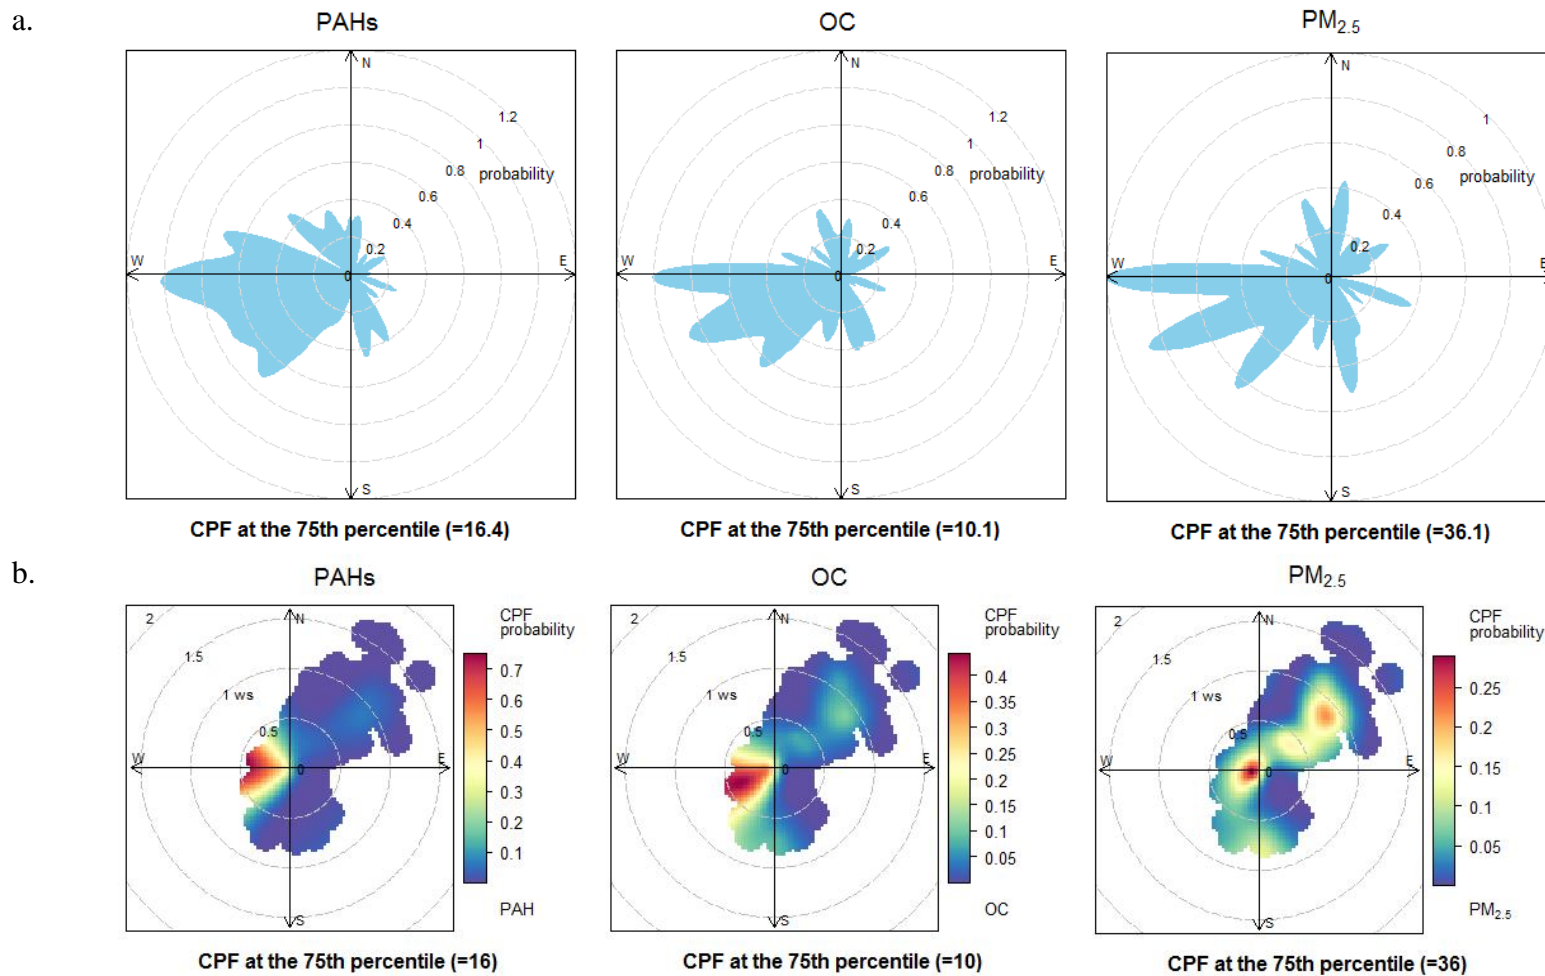 a.
PAHs
OC
PM2.5
N
1.2
1
0.8
probability
0.6
0.4
0.2
W
0
E
S
N
1.2
1
0.8
probability
0.6
0.4
0.2
W
0
E
S
N
1
0.8
probability
0.6
0.4
0.2
W
0
E
S
CPF at the 75th percentile (=16.4)
CPF at the 75th percentile (=10.1)
CPF at the 75th percentile (=36.1)
b.
PAHs
OC
PM2.5
2
1.5
1 ws
0.5
N
W
0
E
S
CPF
probability
0.7
0.6
0.5
0.4
0.3
0.2
0.1
PAH
2
1.5
1 ws
0.5
N
W
0
E
S
CPF
probability
0.4
0.35
0.3
0.25
0.2
0.15
0.1
0.05
OC
2
1.5
1 ws
0.5
N
W
0
E
S
CPF
probability
0.25
0.2
0.15
0.1
0.05
PM2.5
CPF at the 75th percentile (=16)
CPF at the 75th percentile (=10)
CPF at the 75th percentile (=36)